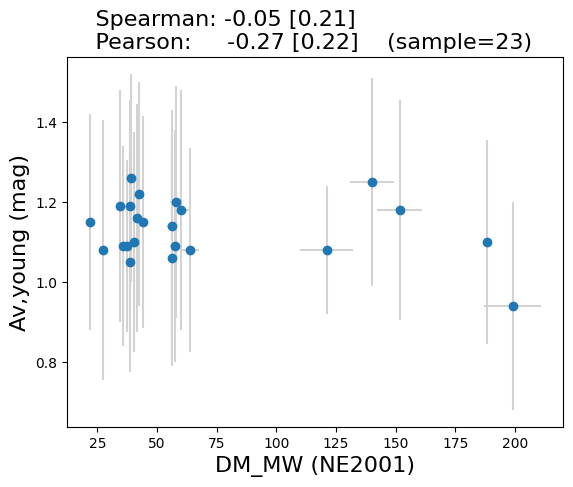 Spearman: -0.05 [0.21]
Pearson: -0.27 [0.22] (sample=23)
Av,young (mag)
1.4
1.2
1.0
0.8
25 50 75 100 125 150 175 200
DM_MW (NE2001)